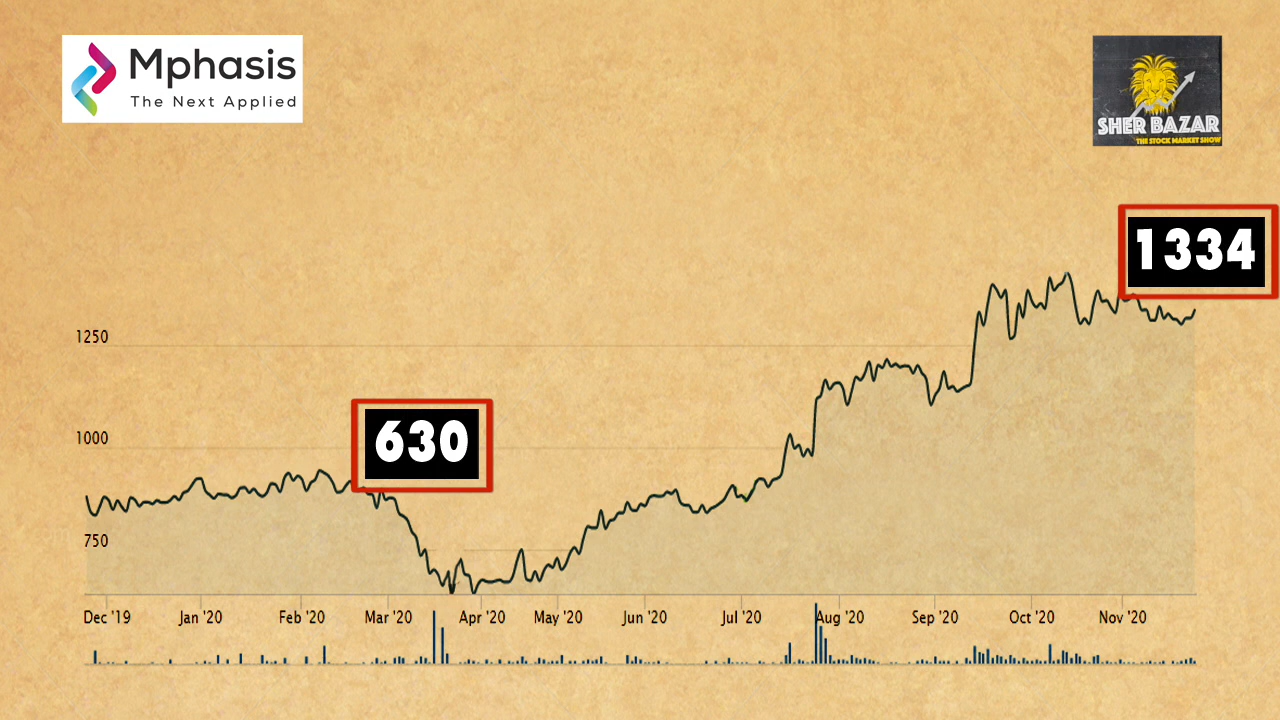 Mphasis
The Next Applied
SHER BAZAR
THE STOCK MARKET SHOW
1334
1250
630
1000
750
Dec '19 Jan '20 Feb '20 Mar '20 Apr '20 May '20 Jun '20 Jul '20 Aug '20 Sep '20 Oct '20 Nov '20